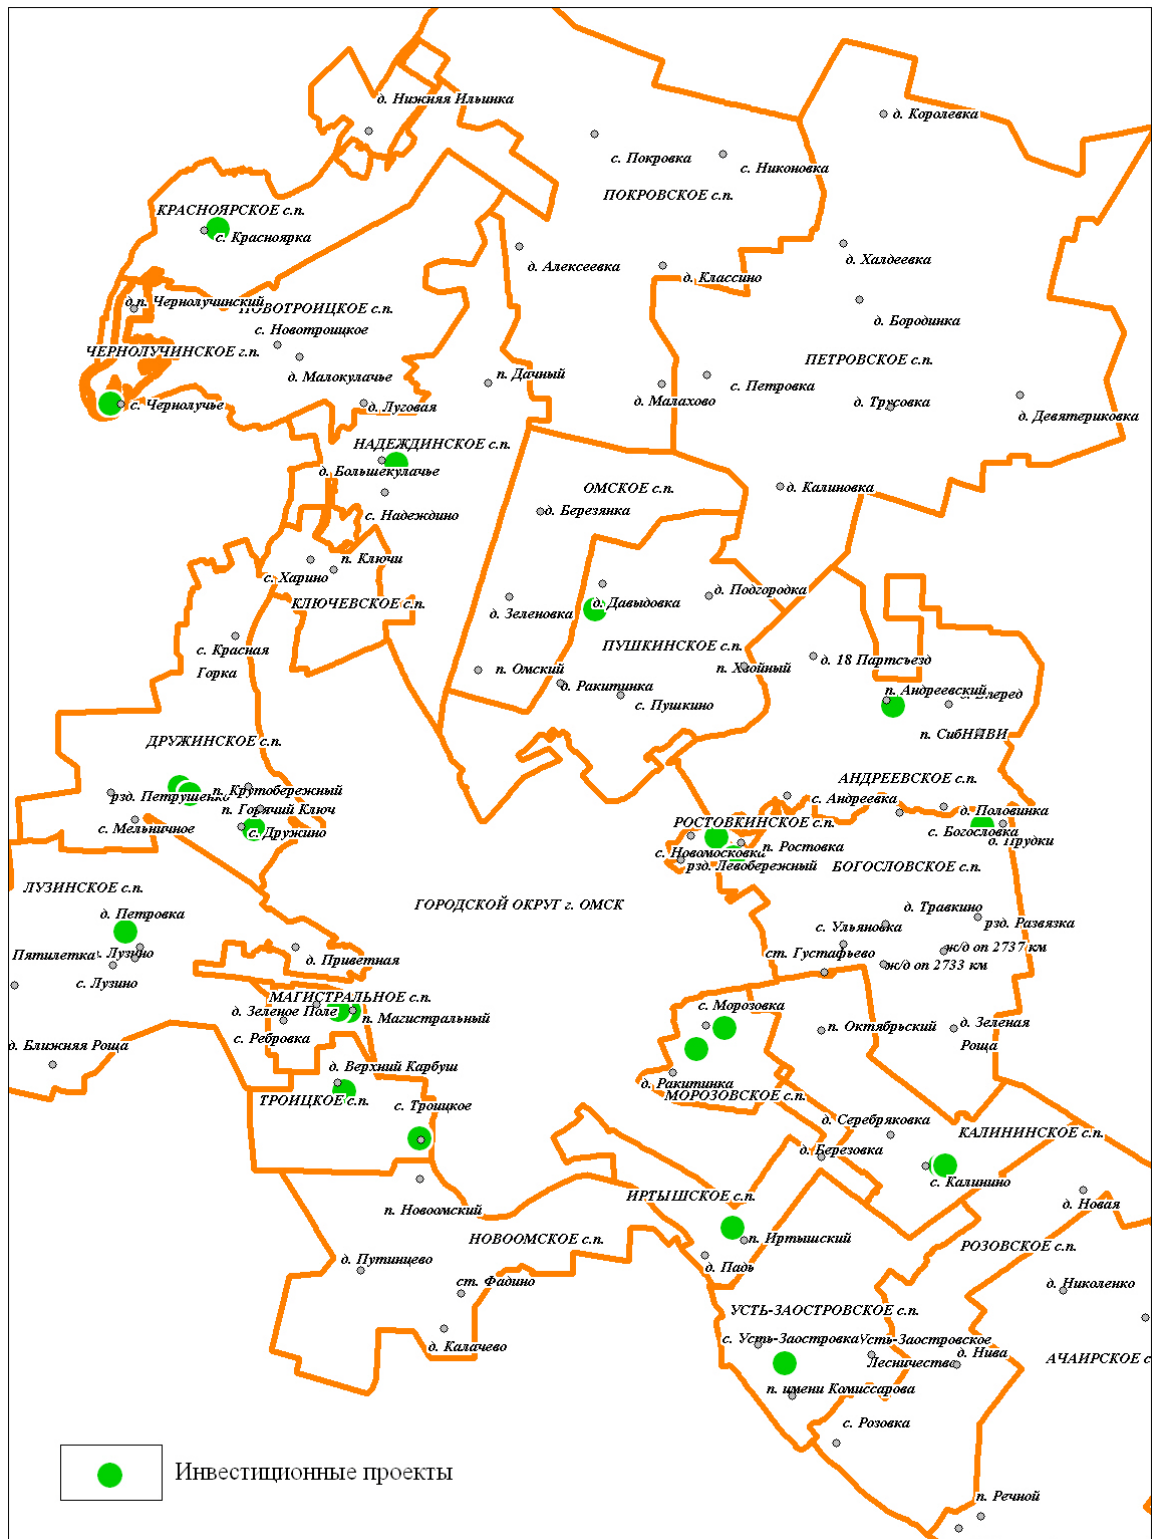 д. Нижняя Ильинка
д. Королевка
с. Покровка
с. Никоновка
ПОКРОВСКОЕ с.п.
КРАСНОЯРСКОЕ с.п.
с. Красноярка
д. Алексеевка
д. Халдеевка
д. Классино
д.п. Чернолучинский
НОВОТРОИЦКОЕ с.п.
д. Бородинка
с. Новотроицкое
ЧЕРНОЛУЧИНСКОЕ г.п.
ПЕТРОВСКОЕ с.п.
д. Малокулачье
п. Дачный
с. Петровка
с. Чернолучье
д. Луговая
д. Малахово
д. Трусовка
д. Девятериковка
НАДЕЖДИНСКОЕ с.п.
д. Большекулачье
ОМСКОЕ с.п.
д. Калиновка
с. Надеждино
д. Березянка
п. Ключи
с. Харино
д. Подгородка
КЛЮЧЕВСКОЕ с.п.
д. Давыдовка
д. Зеленовка
с. Красная
Горка
ПУШКИНСКОЕ с.п.
п. Омский
п. Хвойный
д. 18 Партсъезд
д. Ракитинка
п. Андреевский
с. Пушкино
п. СибНИВИ
ДРУЖИНСКОЕ с.п.
АНДРЕЕВСКОЕ с.п.
рзд. Петрушенко
п. Крутобережный
с. Андреевка
п. Горячий Ключ
д. Половинка
с. Мельничное
с. Дружино
РОСТОВКИНСКОЕ с.п.
с. Богословка
д. Прудки
с. Новомосковка
п. Ростовка
рзд. Левобережный
БОГОСЛОВСКОЕ с.п.
ЛУЗИНСКОЕ с.п.
ГОРОДСКОЙ ОКРУГ г. ОМСК
д. Петровка
д. Травкино
с. Ульяновка
рзд. Развязка
Пятилетка
Лузино
д. Приветная
ст. Густафьево
ж/д оп 2737 км
ж/д оп 2733 км
с. Лузино
МАГИСТРАЛЬНОЕ с.п.
с. Морозовка
д. Зеленое Поле
п. Магистральный
п. Октябрьский
д. Зеленая
Роща
с. Ребровка
д. Ближняя Роща
д. Верхний Карбуш
д. Ракитинка
МОРОЗОВСКОЕ с.п.
ТРОИЦКОЕ с.п.
с. Троицкое
д. Серебряковка
КАЛИНИНСКОЕ с.п.
д. Березовка
с. Калинино
ИРТЫШСКОЕ с.п.
п. Новоомский
д. Новая
НОВООМСКОЕ с.п.
п. Иртышский
РОЗОВСКОЕ с.п.
д. Путинцево
д. Падь
ст. Фадино
д. Николенко
УСТЬ-ЗАОСТРОВСКОЕ с.п.
с. Усть-Заостровка
Усть-Заостровское
Лесничество
д. Калачево
д. Нива
АЧАИРСКОЕ с
п. имени Комиссарова
с. Розовка
Инвестиционные проекты
п. Речной